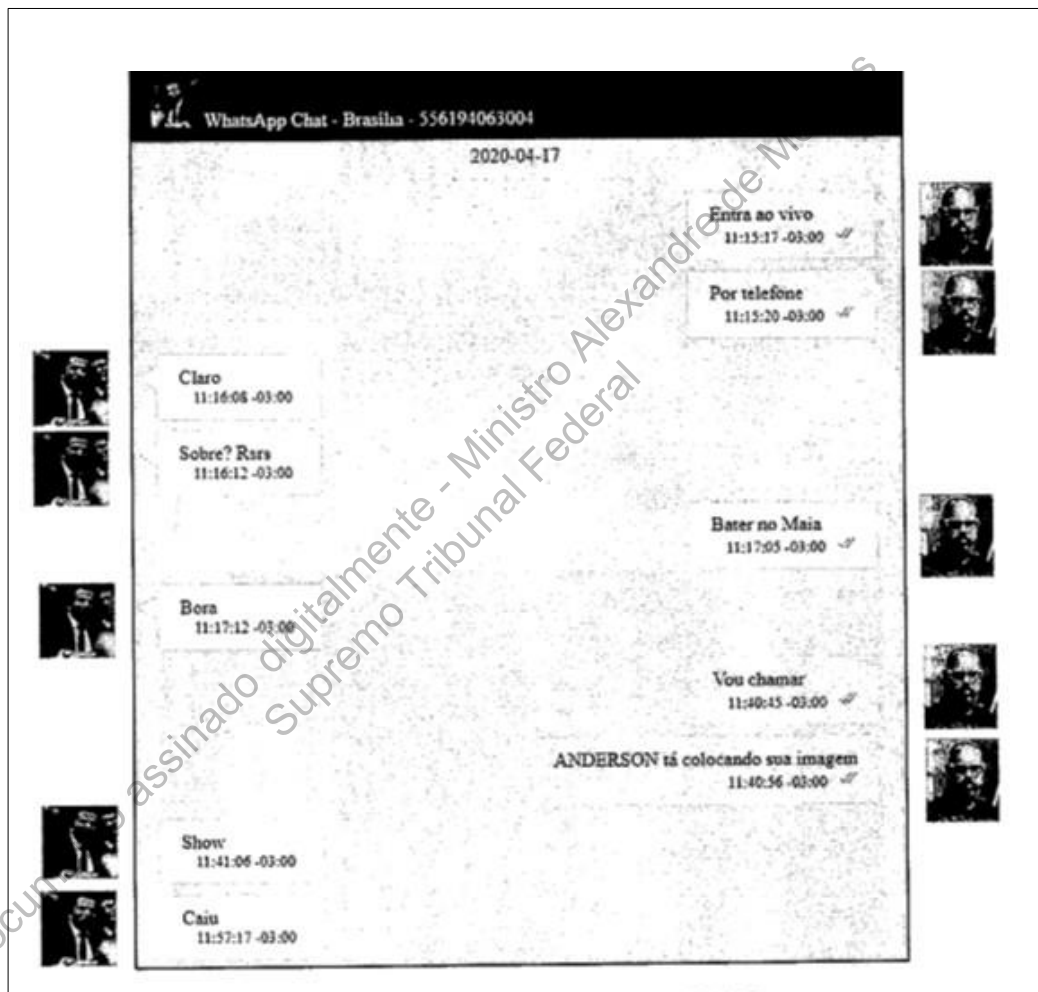 WhatsApp Chat - Brasilia - 556194063004
2020-04-17
Entra ao vivo
11:15:17 -03:00
Por telefone
11:15:20 -03:00
Claro
11:16:08 -03:00
Sobre? Rsrs
11:16:12 -03:00
Bater no Maia
11:17:05 -03:00
Bora
11:17:12 -03:00
Vou chamar
11:40:45 -03:00
ANDERSON tá colocando sua imagem
11:40:56 -03:00
Show
11:41:06 -03:00
Caiu
11:57:17 -03:00
assinado digitalmente - Ministro Alexandre de
Supremo Tribunal Federal